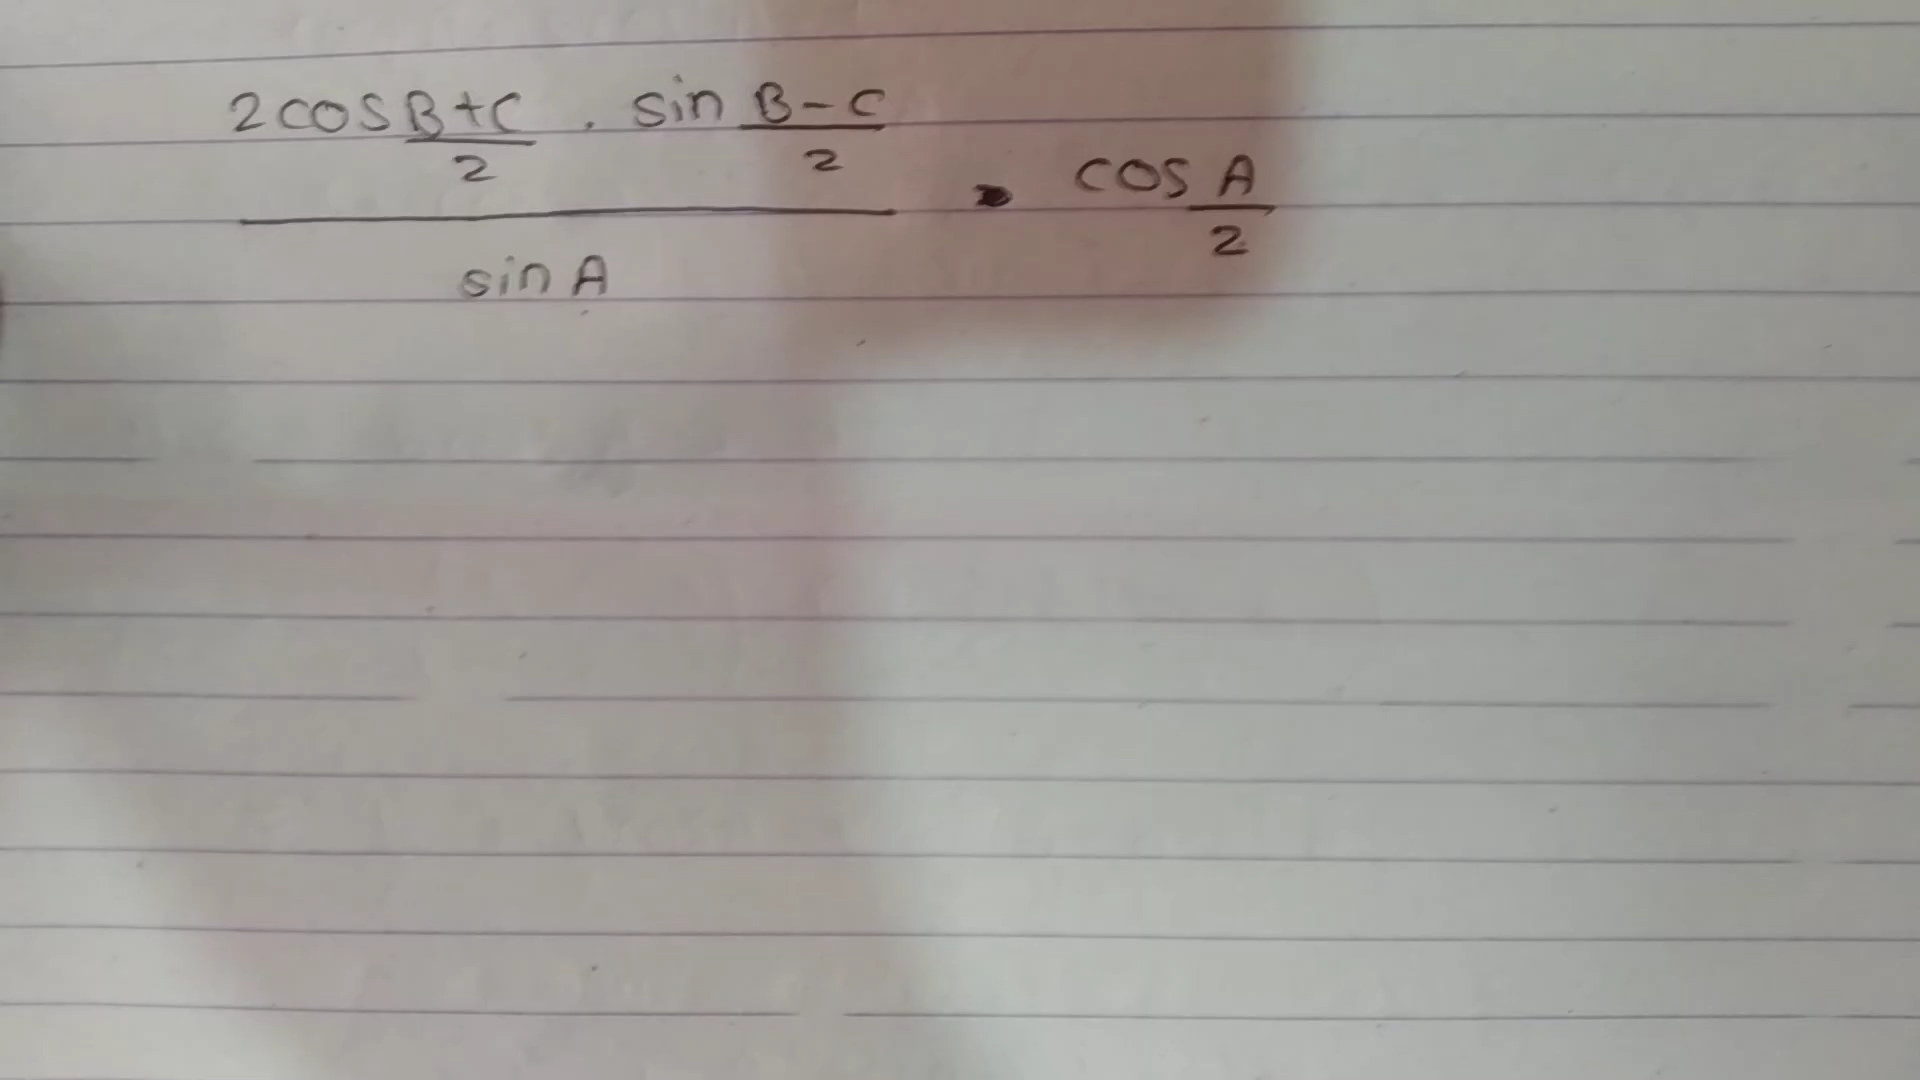 2cos B+C/2 . sin B-C/2 / sin A . cos A/2